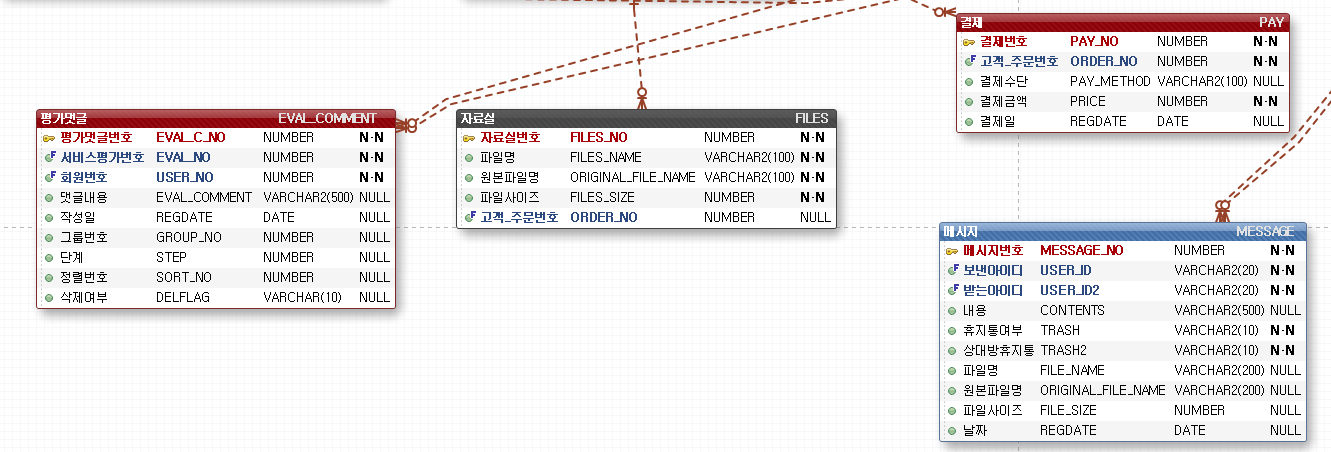 결제 PAY
결제번호 PAY_NO NUMBER N-N
고객_주문번호 ORDER_NO NUMBER N-N
결제수단 PAY_METHOD VARCHAR2(100) NULL
결제금액 PRICE NUMBER N-N
결제일 REGDATE DATE NULL
평가댓글 EVAL_COMMENT
평가댓글번호 EVAL_C_NO NUMBER N-N
서비스평가번호 EVAL_NO NUMBER N-N
회원번호 USER_NO NUMBER N-N
댓글내용 EVAL_COMMENT VARCHAR2(500) NULL
작성일 REGDATE DATE NULL
그룹번호 GROUP_NO NUMBER NULL
단계 STEP NUMBER NULL
정렬번호 SORT_NO NUMBER NULL
삭제여부 DELFLAG VARCHAR(10) NULL
자료실 FILES
자료실번호 FILES_NO NUMBER N-N
파일명 FILES_NAME VARCHAR2(100) N-N
원본파일명 ORIGINAL_FILE_NAME VARCHAR2(100) N-N
파일사이즈 FILES_SIZE NUMBER N-N
고객_주문번호 ORDER_NO NUMBER NULL
메시지 MESSAGE
메시지번호 MESSAGE_NO NUMBER N-N
보낸아이디 USER_ID VARCHAR2(20) N-N
받는아이디 USER_ID2 VARCHAR2(20) N-N
내용 CONTENTS VARCHAR2(500) NULL
휴지통여부 TRASH VARCHAR2(10) N-N
상대방휴지통 TRASH2 VARCHAR2(10) N-N
파일명 FILE_NAME VARCHAR2(200) NULL
원본파일명 ORIGINAL_FILE_NAME VARCHAR2(200) NULL
파일사이즈 FILE_SIZE NUMBER NULL
날짜 REGDATE DATE NULL